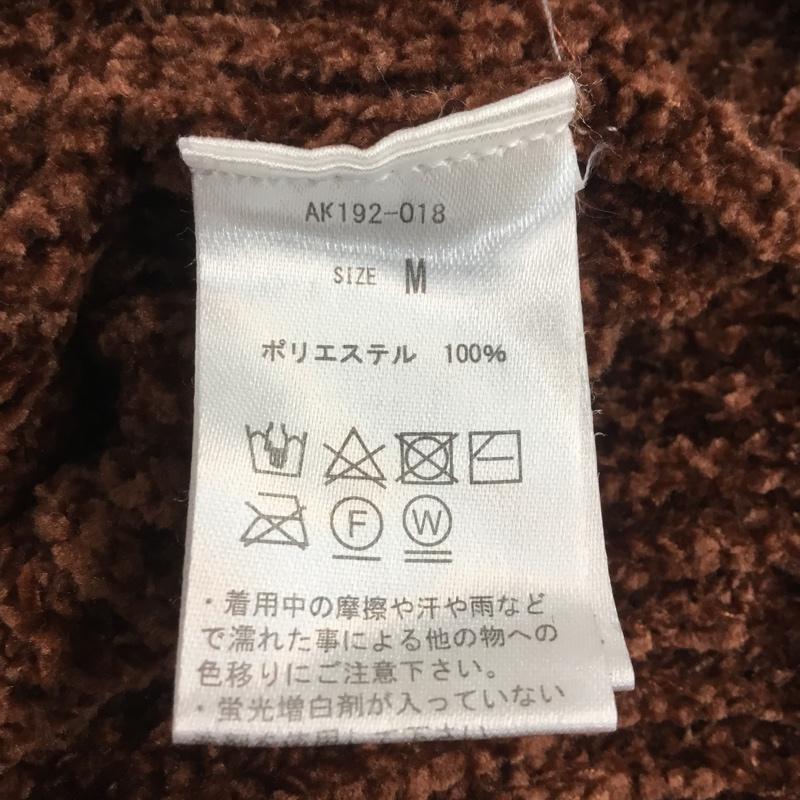 AK192-018
SIZE M
ポリエステル 100%
F W
・着用中の摩擦や汗や雨など
で濡れた事による他の物への
色移りにご注意下さい。
・蛍光増白剤が入っていない